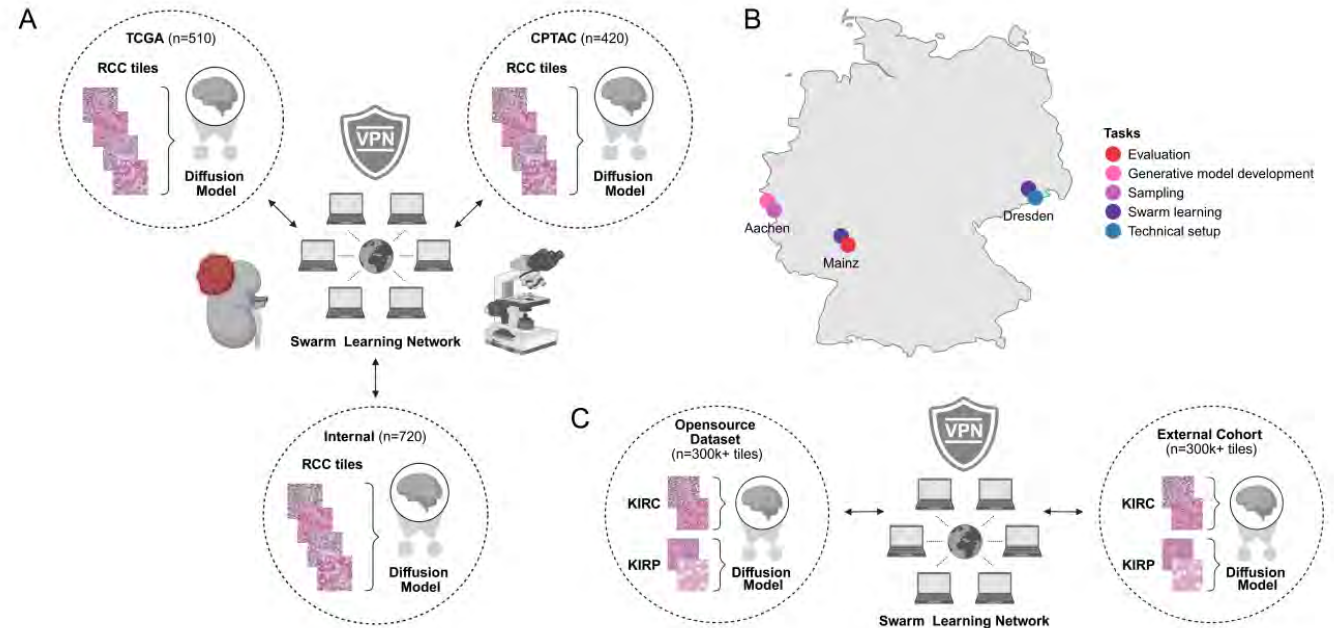 A
TCGA (n=510)
RCC tiles
Diffusion
Model
VPN
CPTAC (n=420)
RCC tiles
Diffusion
Model
Swarm Learning Network
Internal (n=720)
RCC tiles
Diffusion
Model
B
Aachen
Mainz
Dresden
Tasks
Evaluation
Generative model development
Sampling
Swarm learning
Technical setup
C
Opensource
Dataset
(n=300k+ tiles)
KIRC
KIRP
Diffusion
Model
VPN
Swarm Learning Network
External Cohort
(n=300k+ tiles)
KIRC
KIRP
Diffusion
Model